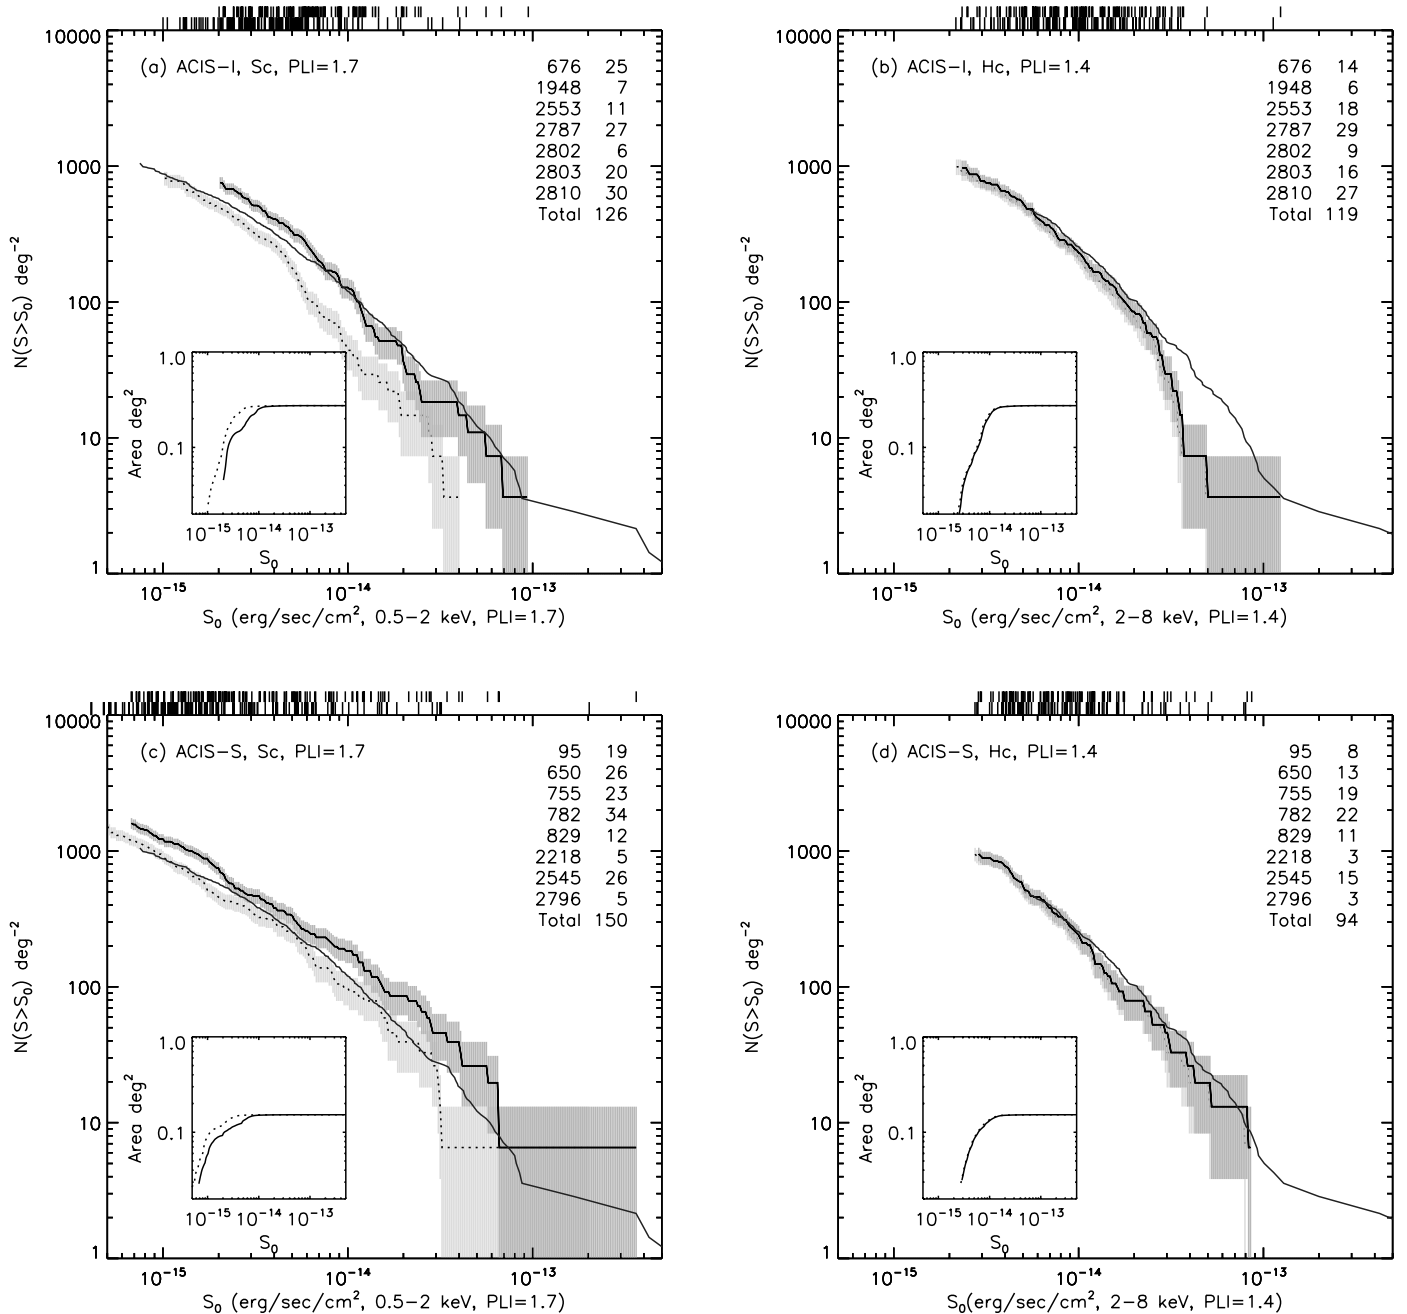 (a) ACIS−I, Sc, PLI=1.7
676 25
1948 7
2553 11
2787 27
2802 6
2803 20
2810 30
Total 126
10000
1000
100
10
1
N(S>S₀) deg⁻²
1.0
0.1
Area deg²
10⁻¹⁵ 10⁻¹⁴ 10⁻¹³
S₀
10⁻¹⁵ 10⁻¹⁴ 10⁻¹³
S₀ (erg/sec/cm², 0.5−2 keV, PLI=1.7)
(b) ACIS−I, Hc, PLI=1.4
676 14
1948 6
2553 18
2787 29
2802 9
2803 16
2810 27
Total 119
10000
1000
100
10
1
N(S>S₀) deg⁻²
1.0
0.1
Area deg²
10⁻¹⁵ 10⁻¹⁴ 10⁻¹³
S₀
10⁻¹⁵ 10⁻¹⁴ 10⁻¹³
S₀ (erg/sec/cm², 2−8 keV, PLI=1.4)
(c) ACIS−S, Sc, PLI=1.7
95 19
650 26
755 23
782 34
829 12
2218 5
2545 26
2796 5
Total 150
10000
1000
100
10
1
N(S>S₀) deg⁻²
1.0
0.1
Area deg²
10⁻¹⁵ 10⁻¹⁴ 10⁻¹³
S₀
10⁻¹⁵ 10⁻¹⁴ 10⁻¹³
S₀ (erg/sec/cm², 0.5−2 keV, PLI=1.7)
(d) ACIS−S, Hc, PLI=1.4
95 8
650 13
755 19
782 22
829 11
2218 3
2545 15
2796 3
Total 94
10000
1000
100
10
1
N(S>S₀) deg⁻²
1.0
0.1
Area deg²
10⁻¹⁵ 10⁻¹⁴ 10⁻¹³
S₀
10⁻¹⁵ 10⁻¹⁴ 10⁻¹³
S₀(erg/sec/cm², 2−8 keV, PLI=1.4)